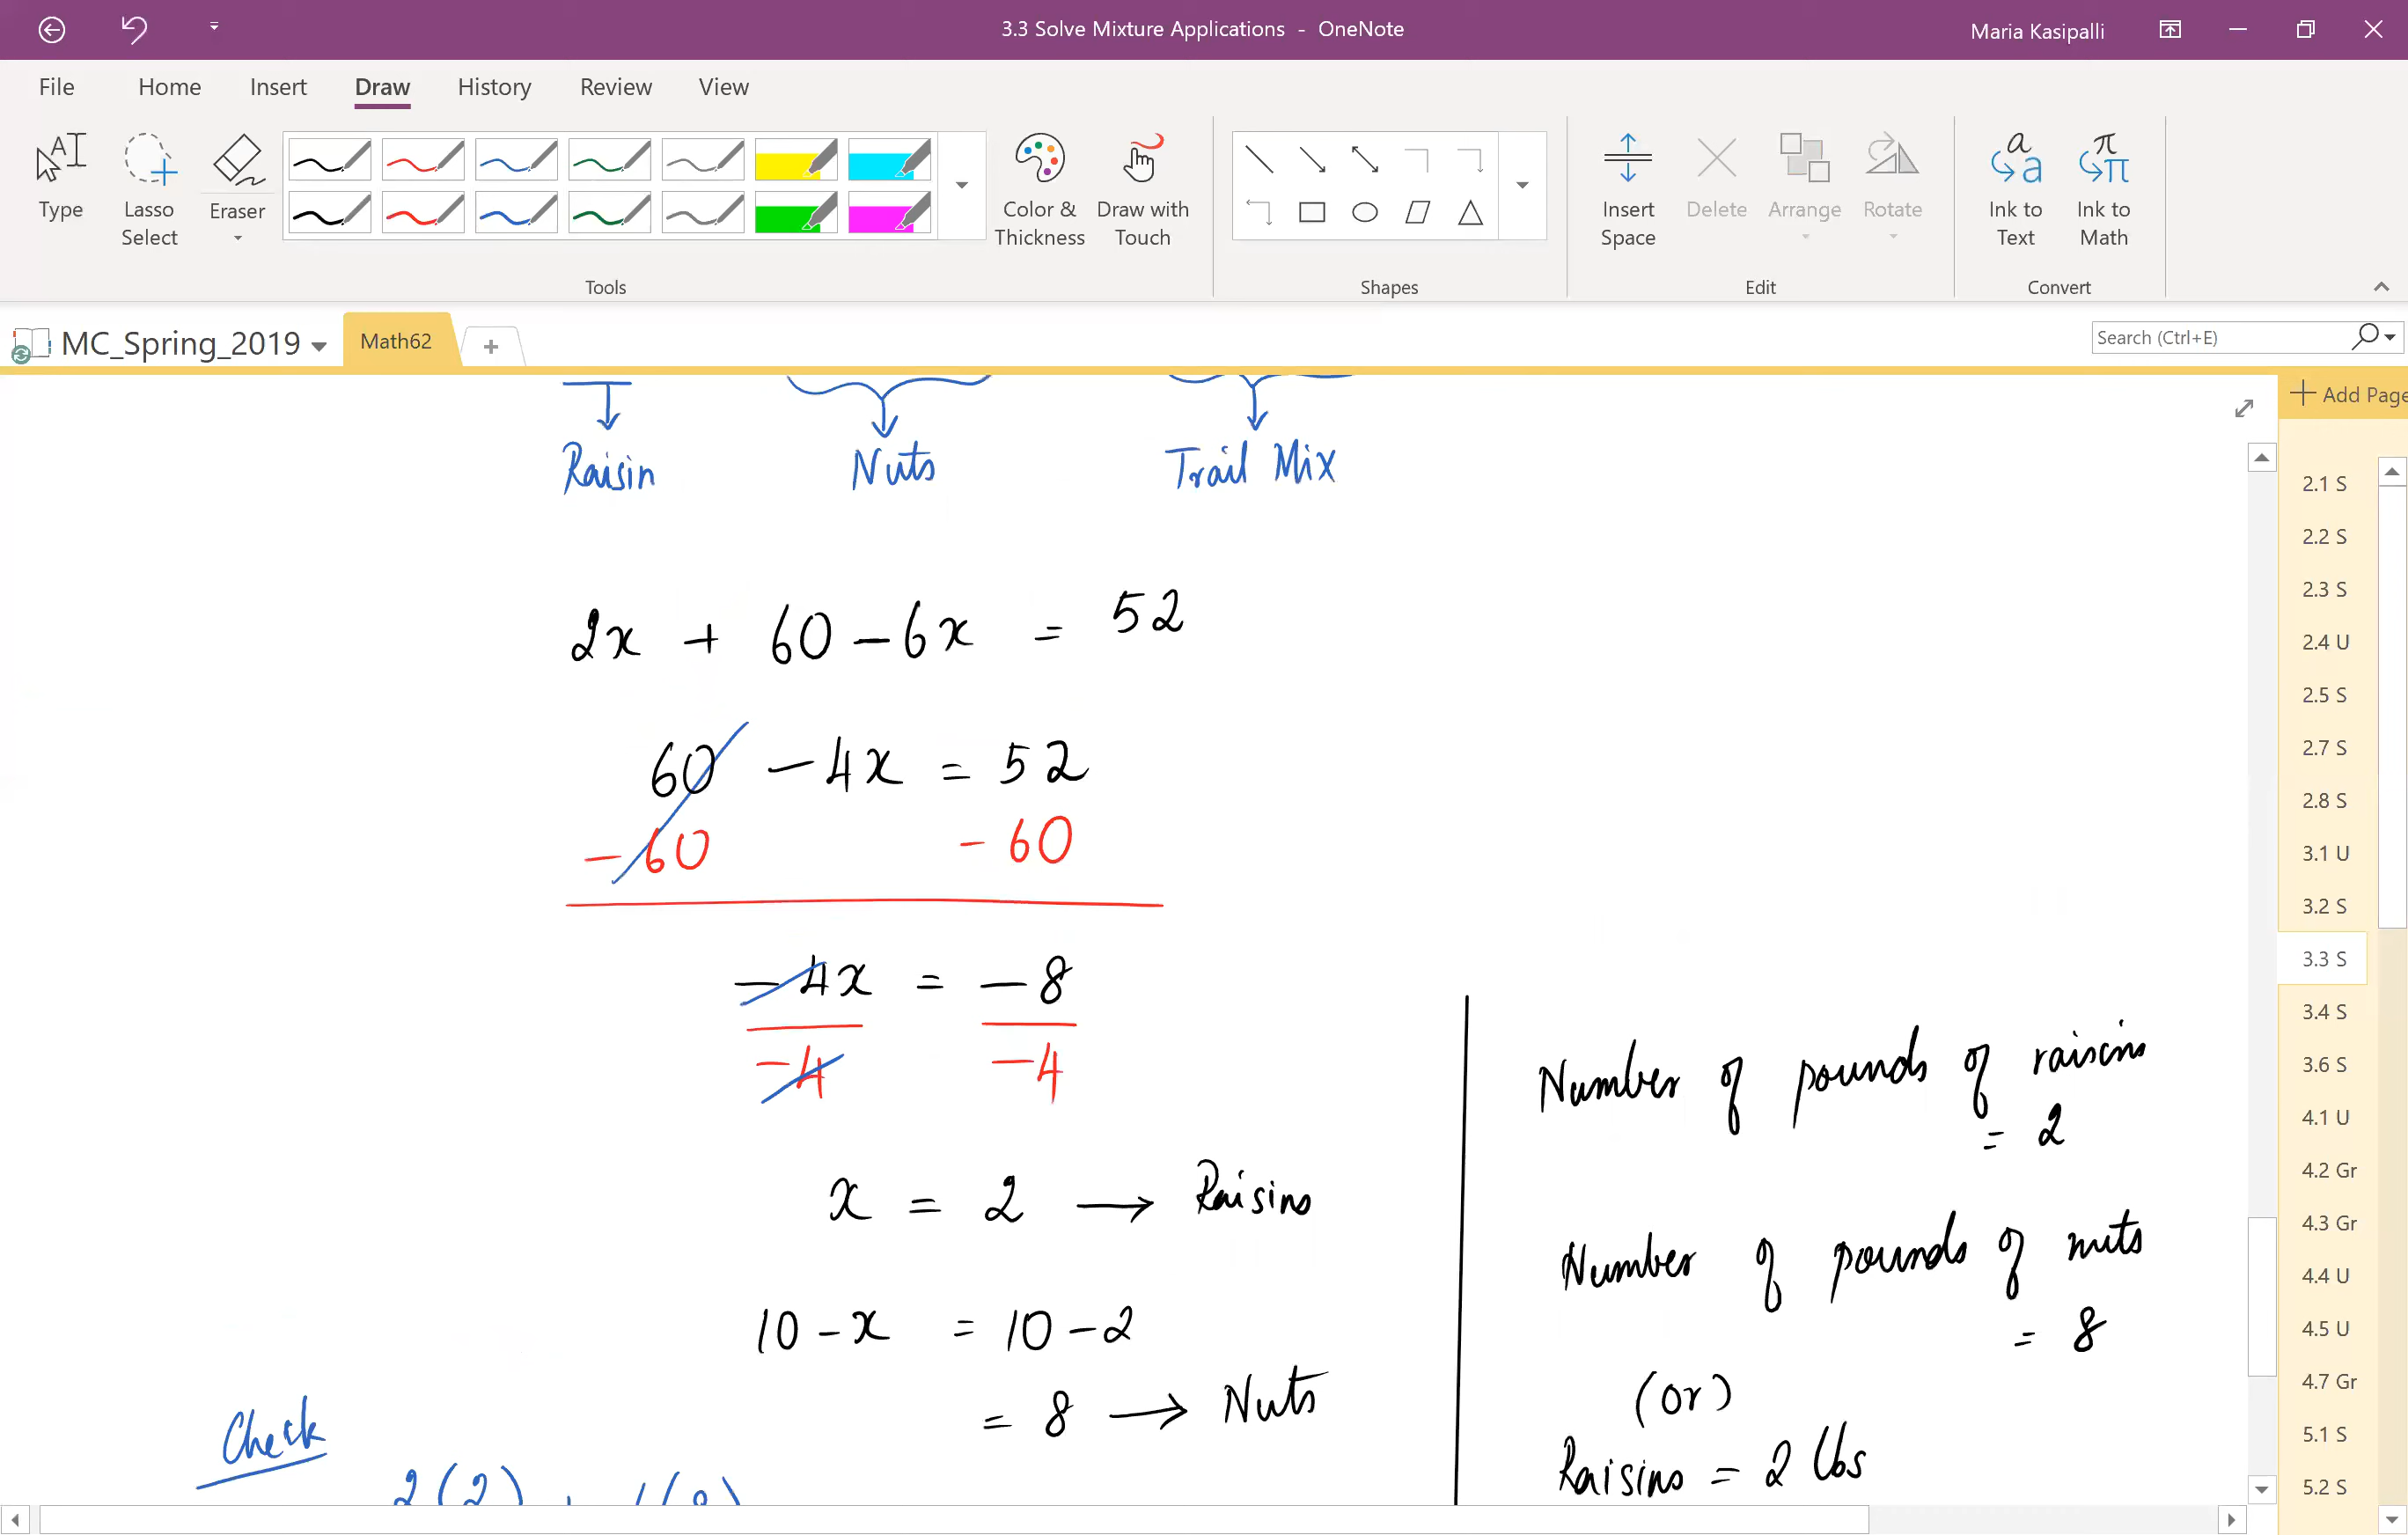 3.3 Solve Mixture Applications - OneNote
Maria Kasipalli
File Home Insert Draw History Review View
Type
Lasso Select
Eraser
Color & Thickness
Draw with Touch
Insert Space
Delete
Arrange
Rotate
Ink to Text
Ink to Math
Tools Shapes Edit Convert
MC_Spring_2019 Math62
Search (Ctrl+E)
Add Page
Raisin Nuts Trail Mix
2x + 60 - 6x = 52
60 - 4x = 52
- 60 - 60
- 4x = - 8
- 4 - 4
x = 2 → Raisins
10 - x = 10 - 2
= 8 → Nuts
Check
Number of pounds of raisins
= 2
Number of pounds of nuts
= 8
(or)
Raisins = 2 lbs
2.1 S
2.2 S
2.3 S
2.4 U
2.5 S
2.7 S
2.8 S
3.1 U
3.2 S
3.3 S
3.4 S
3.6 S
4.1 U
4.2 Gr
4.3 Gr
4.4 U
4.5 U
4.7 Gr
5.1 S
5.2 S